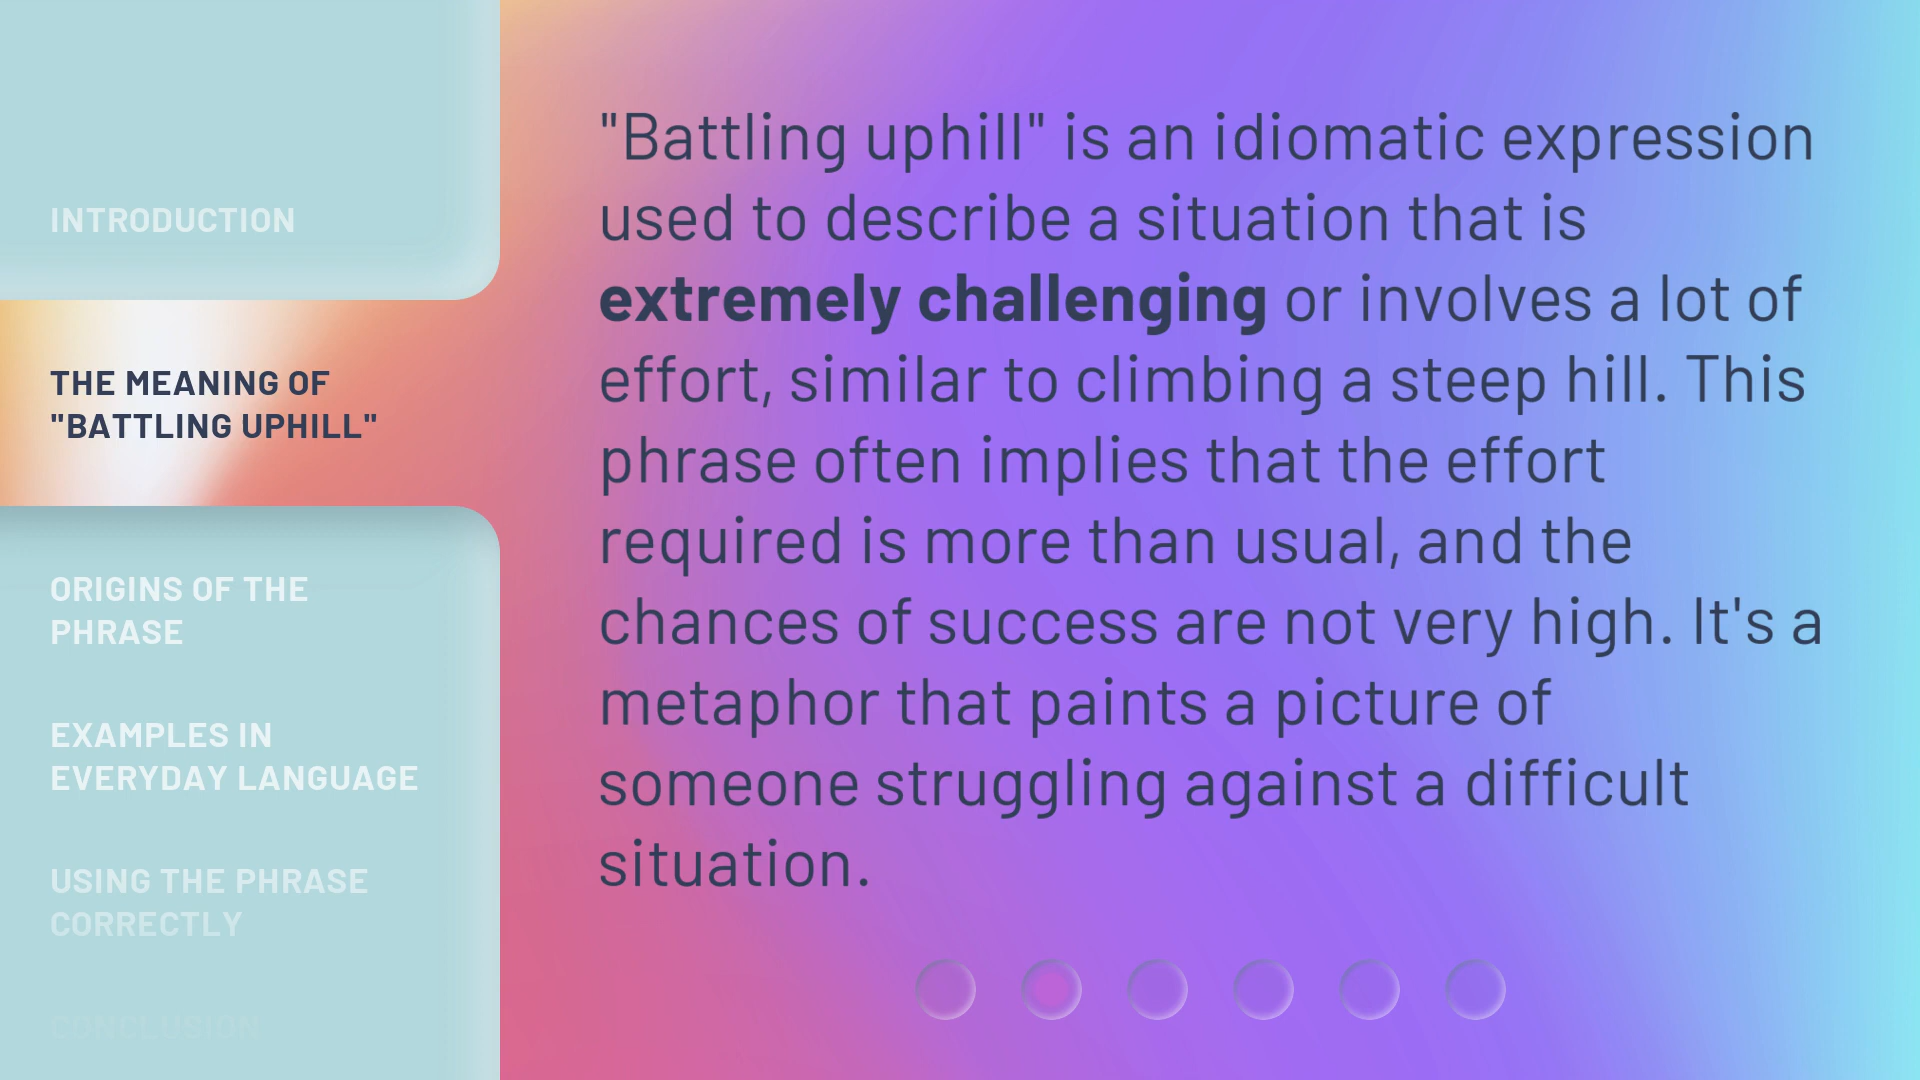 INTRODUCTION
THE MEANING OF
"BATTLING UPHILL"
ORIGINS OF THE
PHRASE
EXAMPLES IN
EVERYDAY LANGUAGE
USING THE PHRASE
CORRECTLY
CONCLUSION
"Battling uphill" is an idiomatic expression
used to describe a situation that is
extremely challenging or involves a lot of
effort, similar to climbing a steep hill. This
phrase often implies that the effort
required is more than usual, and the
chances of success are not very high. It's a
metaphor that paints a picture of
someone struggling against a difficult
situation.